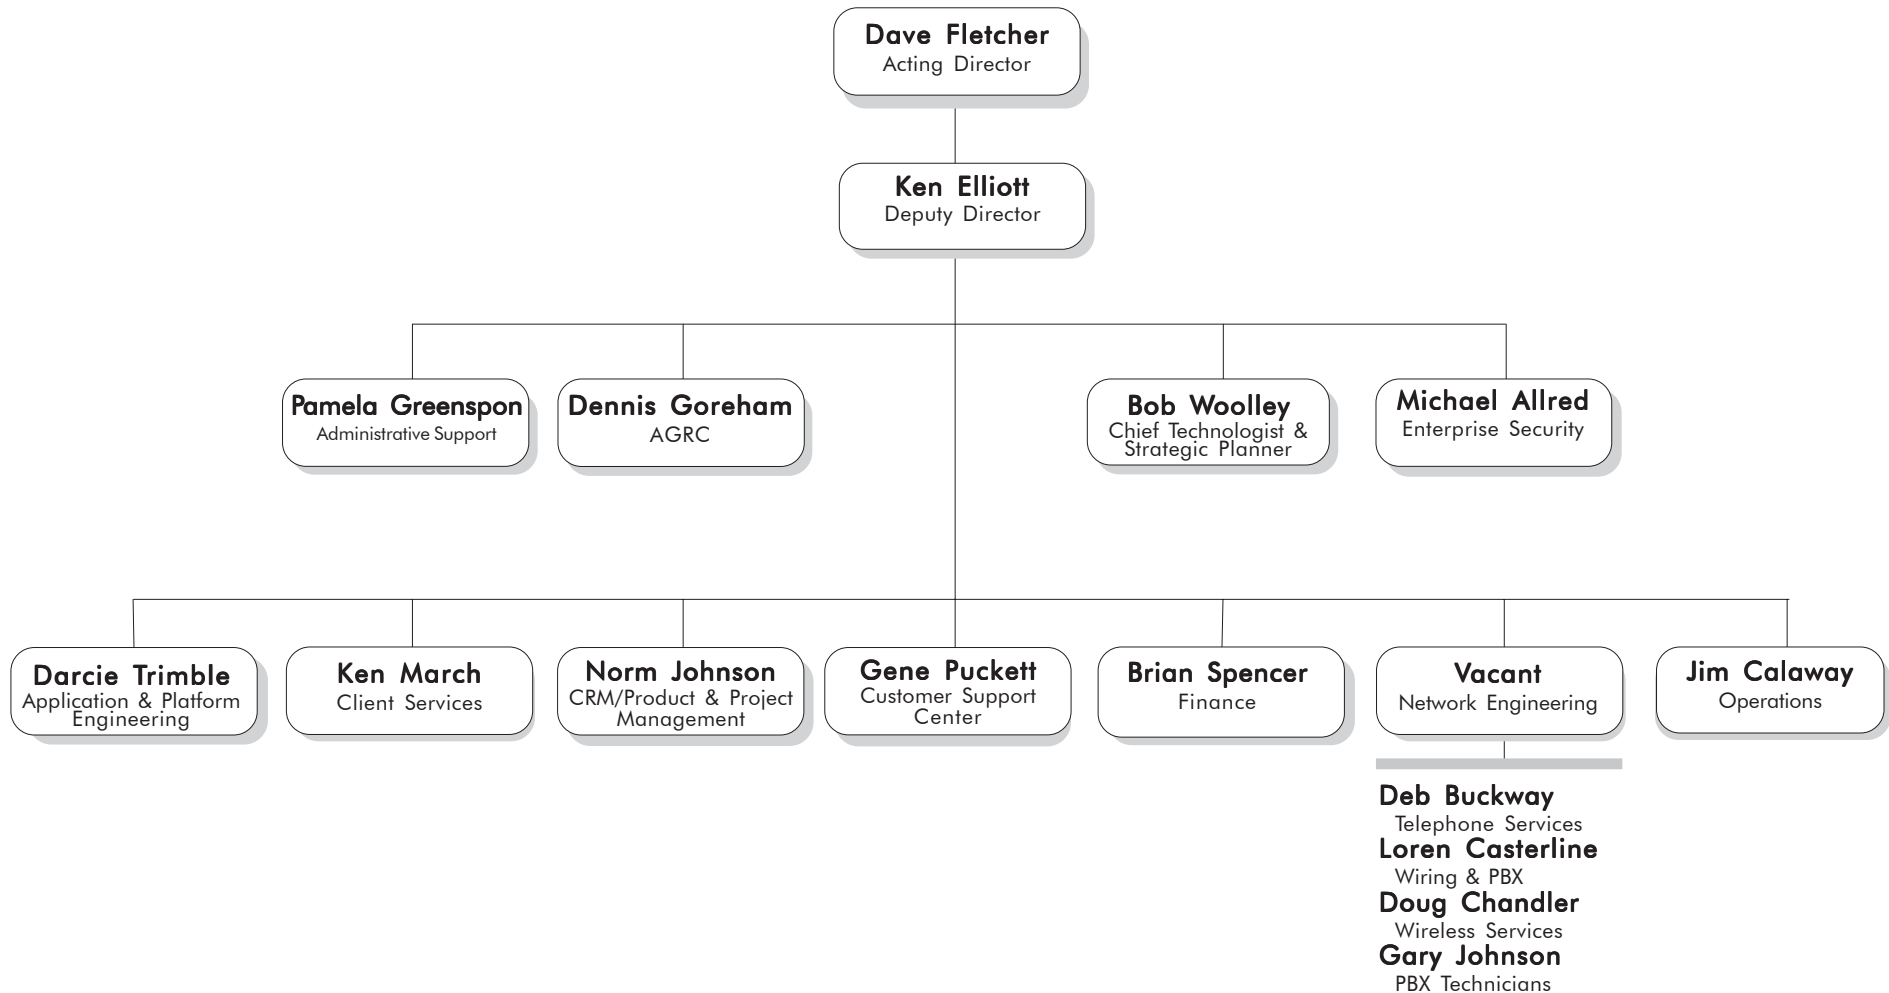 Dave Fletcher
Acting Director
Ken Elliott
Deputy Director
Pamela Greenspon
Administrative Support
Dennis Goreham
AGRC
Bob Woolley
Chief Technologist &
Strategic Planner
Michael Allred
Enterprise Security
Darcie Trimble
Application & Platform
Engineering
Ken March
Client Services
Norm Johnson
CRM/Product & Project
Management
Gene Puckett
Customer Support
Center
Brian Spencer
Finance
Vacant
Network Engineering
Jim Calaway
Operations
Deb Buckway
Telephone Services
Loren Casterline
Wiring & PBX
Doug Chandler
Wireless Services
Gary Johnson
PBX Technicians